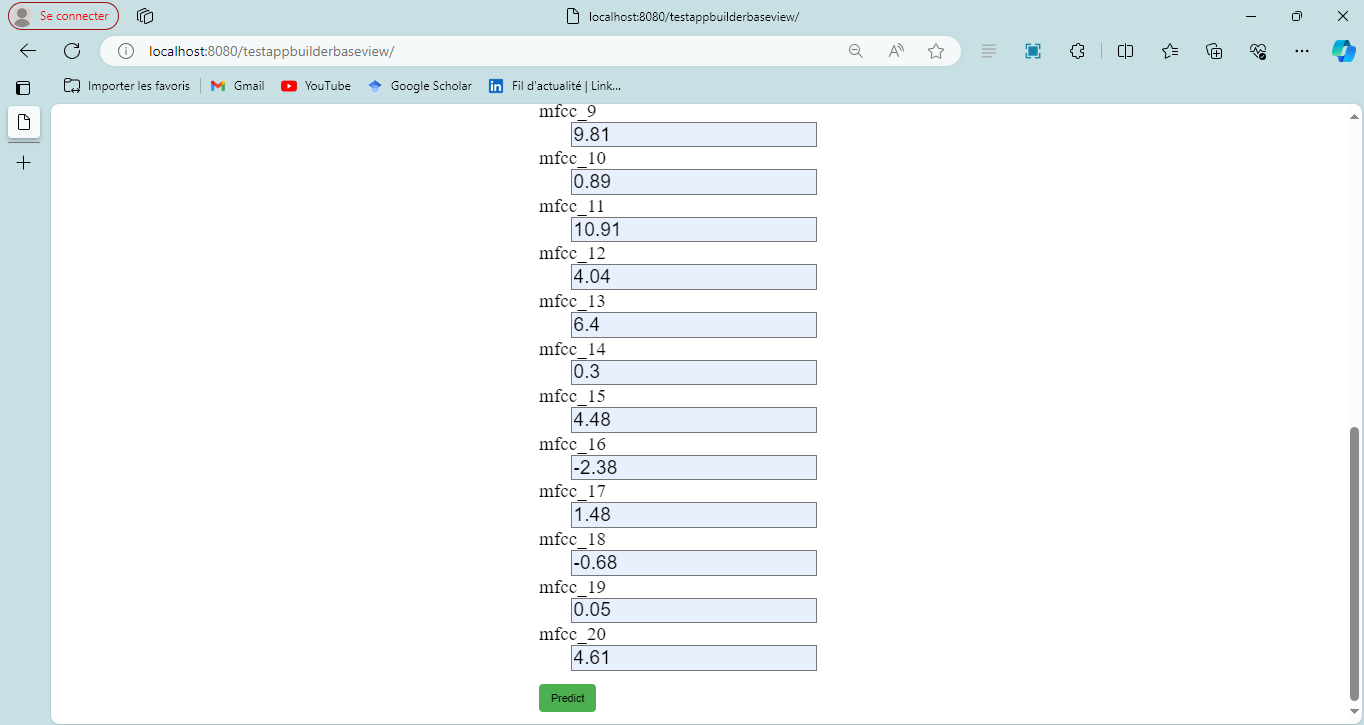 Se connecter
localhost:8080/testappbuilderbaseview/
localhost:8080/testappbuilderbaseview/
Importer les favoris
Gmail
YouTube
Google Scholar
Fil d'actualité | Link...
mfcc_9
9.81
mfcc_10
0.89
mfcc_11
10.91
mfcc_12
4.04
mfcc_13
6.4
mfcc_14
0.3
mfcc_15
4.48
mfcc_16
-2.38
mfcc_17
1.48
mfcc_18
-0.68
mfcc_19
0.05
mfcc_20
4.61
Predict